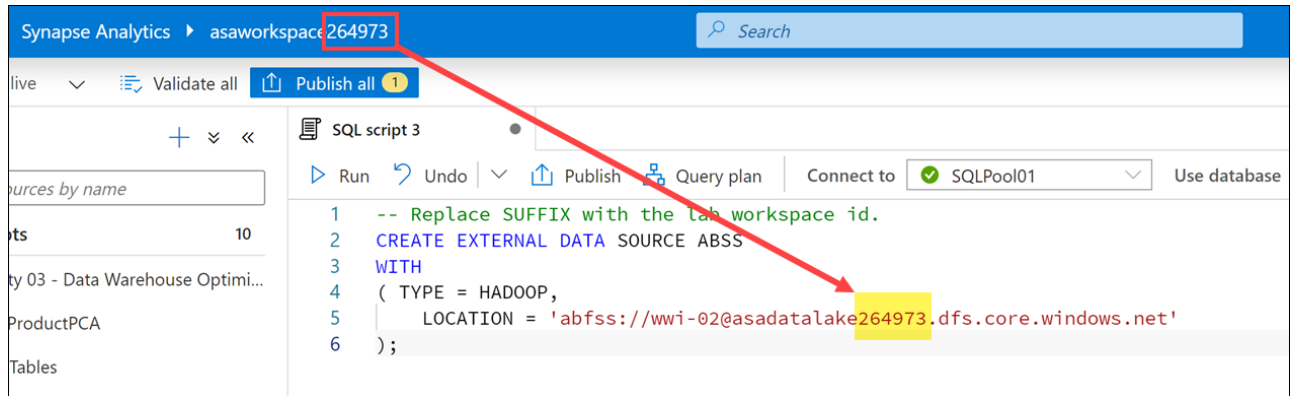 Synapse Analytics asaworkspace264973 Search
live Validate all Publish all 1
SQL script 3
by name
Run Undo Publish Query plan Connect to SQLPool01 Use database
10
03 - Data Warehouse Optimi...
ProductPCA
Tables
1 -- Replace SUFFIX with the lab workspace id.
2 CREATE EXTERNAL DATA SOURCE ABSS
3 WITH
4 ( TYPE = HADOOP,
5 LOCATION = 'abfss://wwi-02@asadatalake264973.dfs.core.windows.net'
6 );